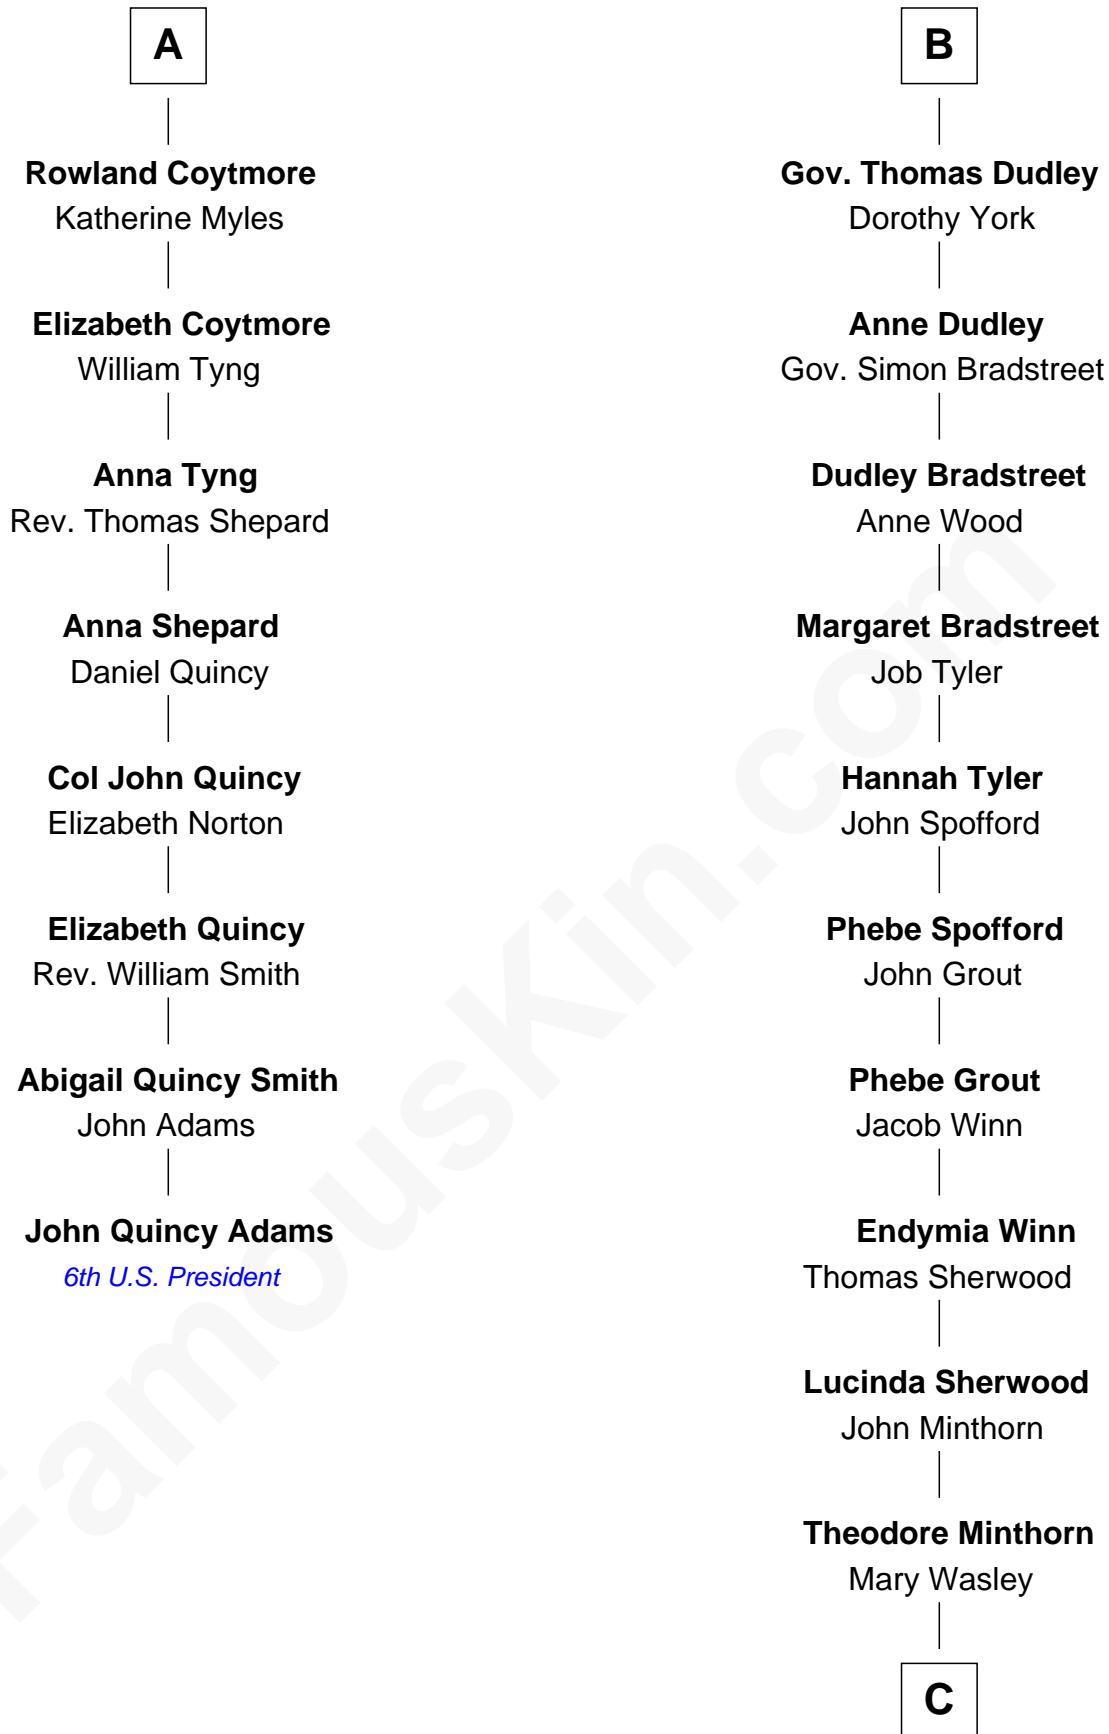 A
Rowland Coytmore
Katherine Myles
Elizabeth Coytmore
William Tyng
Anna Tyng
Rev. Thomas Shepard
Anna Shepard
Daniel Quincy
Col John Quincy
Elizabeth Norton
Elizabeth Quincy
Rev. William Smith
Abigail Quincy Smith
John Adams
John Quincy Adams
6th U.S. President
B
Gov. Thomas Dudley
Dorothy York
Anne Dudley
Gov. Simon Bradstreet
Dudley Bradstreet
Anne Wood
Margaret Bradstreet
Job Tyler
Hannah Tyler
John Spofford
Phebe Spofford
John Grout
Phebe Grout
Jacob Winn
Endymia Winn
Thomas Sherwood
Lucinda Sherwood
John Minthorn
Theodore Minthorn
Mary Wasley
C
FamousKin.com